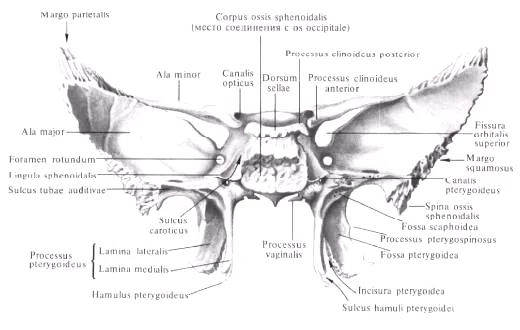 Margo parietalis
Corpus ossis sphenoidalis
(место соединения с os occipitale)
Processus clinoideus posterior
Ala minor
Canalis
opticus
Dorsum
sellae
Processus clinoideus
anterior
Ala major
Fissura
orbitalis
superior
Foramen rotundum
Margo
squamosus
Lingula sphenoidalis
Canalis
pterygoideus
Sulcus tubae auditivae
Spina ossis
sphenoidalis
Sulcus
caroticus
Fossa scaphoidea
Processus
vaginalis
Processus pterygospinosus
Processus
pterygoideus
Lamina lateralis
Lamina medialis
Fossa pterygoidea
Hamulus pterygoideus
Incisura pterygoidea
Sulcus hamuli pterygoidei